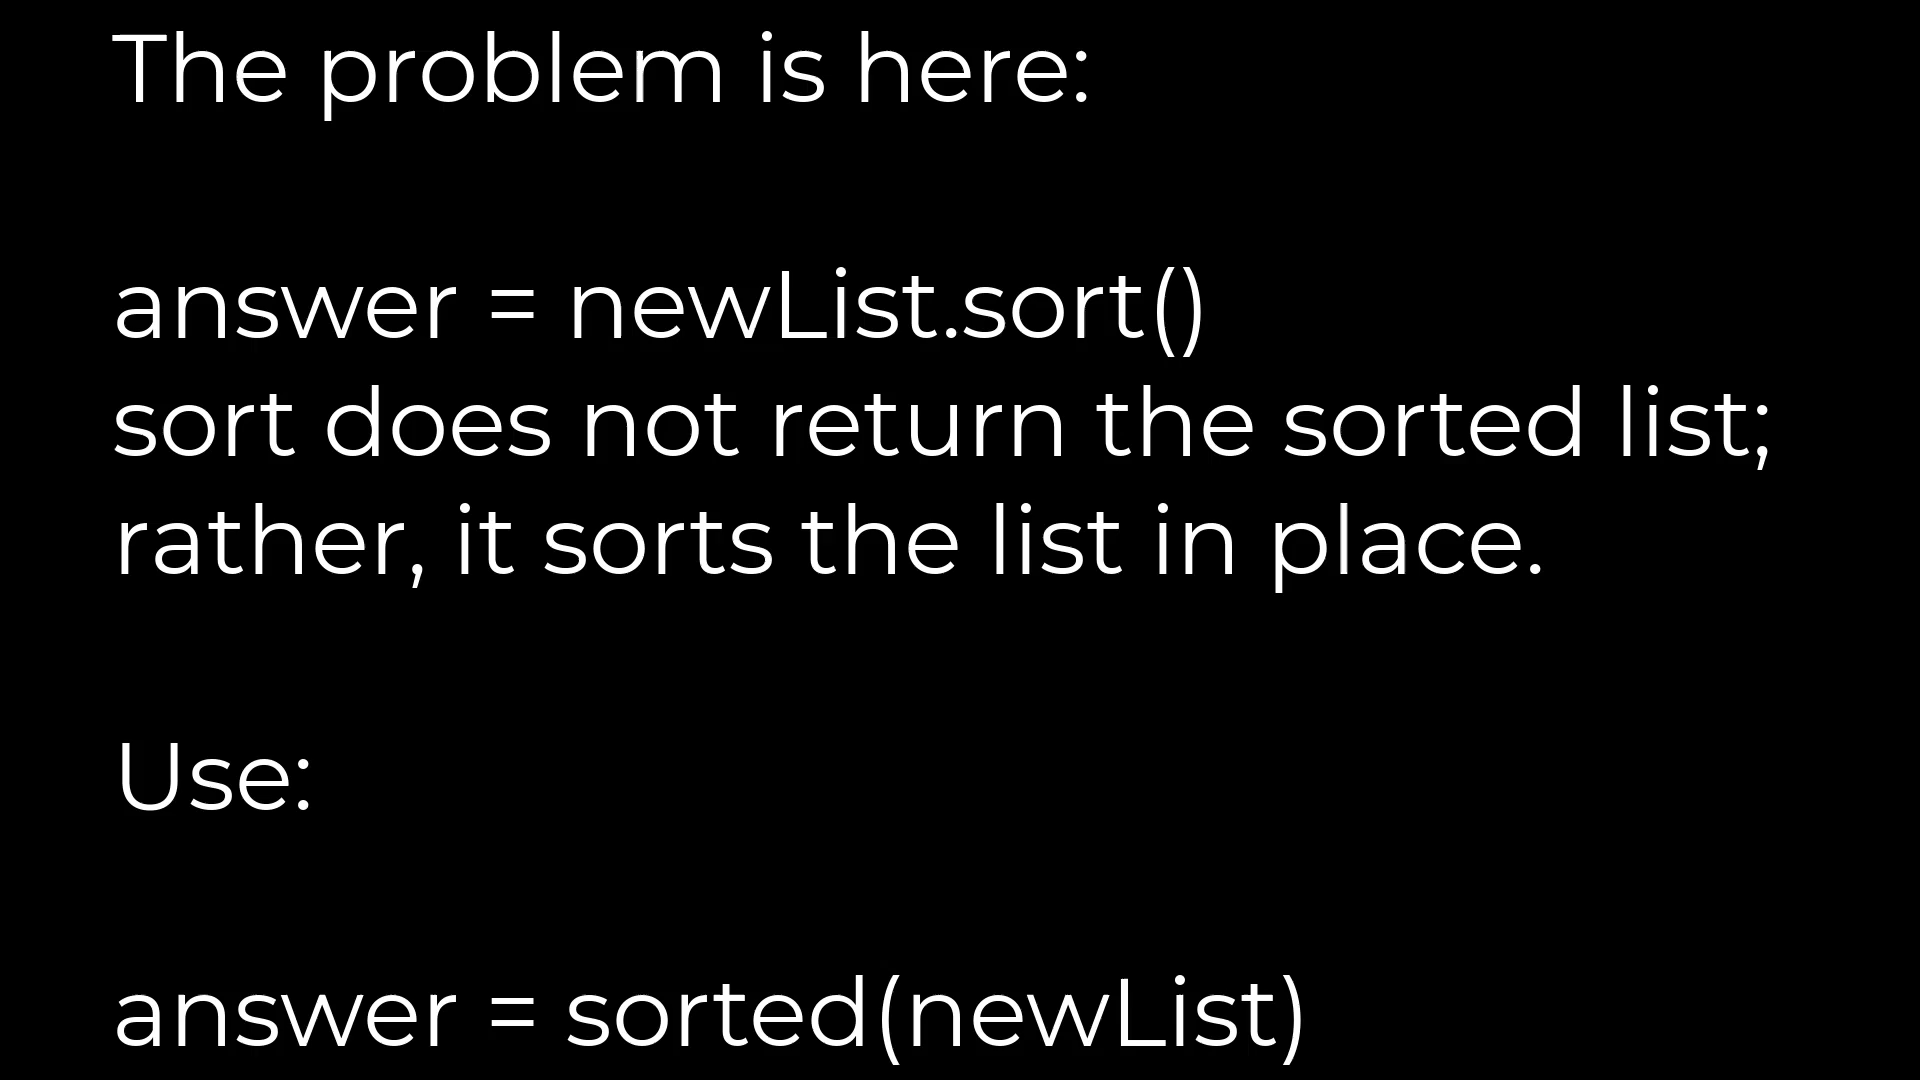 The problem is here:
answer = newList.sort()
sort does not return the sorted list;
rather, it sorts the list in place.
Use:
answer = sorted(newList)